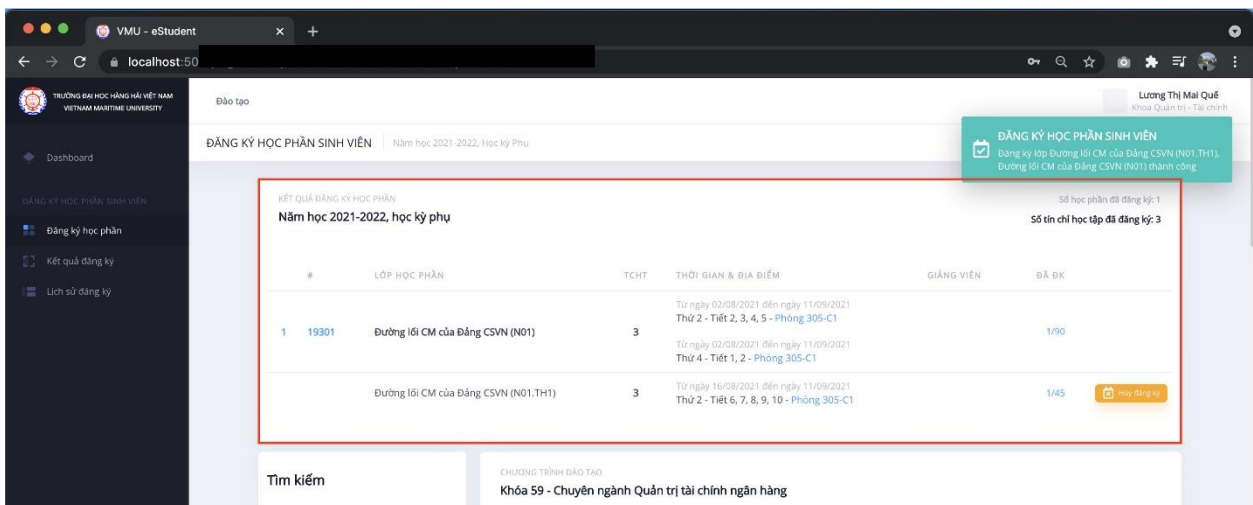 VMU - eStudent
localhost:50
TRƯỜNG ĐẠI HỌC HÀNG HẢI VIỆT NAM
VIETNAM MARITIME UNIVERSITY
Đào tạo
Lương Thị Mai Quế
Khoa Quản trị - Tài chính
ĐĂNG KÝ HỌC PHẦN SINH VIÊN
Năm học 2021-2022, Học kỳ Phụ
ĐĂNG KÝ HỌC PHẦN SINH VIÊN
Đăng ký lớp Đường lối CM của Đảng CSVN (N01.TH1),
Đường lối CM của Đảng CSVN (N01) thành công
Dashboard
ĐĂNG KÝ HỌC PHẦN SINH VIÊN
Đăng ký học phần
Kết quả đăng ký
Lịch sử đăng ký
KẾT QUẢ ĐĂNG KÝ HỌC PHẦN
Năm học 2021-2022, học kỳ phụ
Số học phần đã đăng ký: 1
Số tín chỉ học tập đã đăng ký: 3
# LỚP HỌC PHẦN TCHT THỜI GIAN & ĐỊA ĐIỂM GIẢNG VIÊN ĐÃ ĐK
Từ ngày 02/08/2021 đến ngày 11/09/2021
Thứ 2 - Tiết 2, 3, 4, 5 - Phòng 305-C1
1 19301 Đường lối CM của Đảng CSVN (N01) 3 1/90
Từ ngày 02/08/2021 đến ngày 11/09/2021
Thứ 4 - Tiết 1, 2 - Phòng 305-C1
Từ ngày 16/08/2021 đến ngày 11/09/2021
Đường lối CM của Đảng CSVN (N01.TH1) 3 Thứ 2 - Tiết 6, 7, 8, 9, 10 - Phòng 305-C1 1/45 Hủy đăng ký
Tìm kiếm
CHƯƠNG TRÌNH ĐÀO TẠO
Khóa 59 - Chuyên ngành Quản trị tài chính ngân hàng